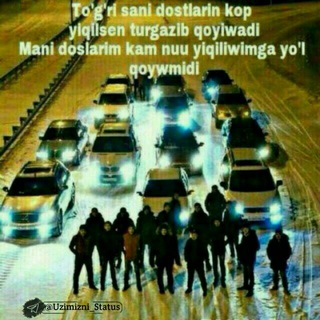 To'g'ri sani dostlarin kop
yiqilsen turgazib qoyiwadi
Mani doslarim kam nuu yiqiliwimga yo'l
qoywmidi
@Uzimizni_Status